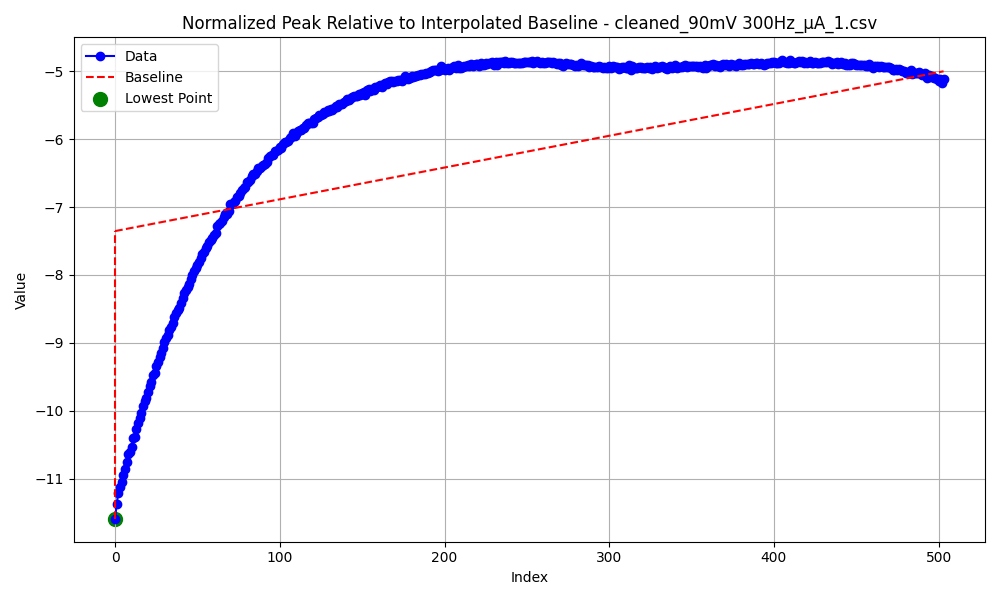 Normalized Peak Relative to Interpolated Baseline - cleaned_90mV 300Hz_μA_1.csv
Data
Baseline
Lowest Point
−5
−6
−7
−8
−9
−10
−11
Value
0 100 200 300 400 500
Index